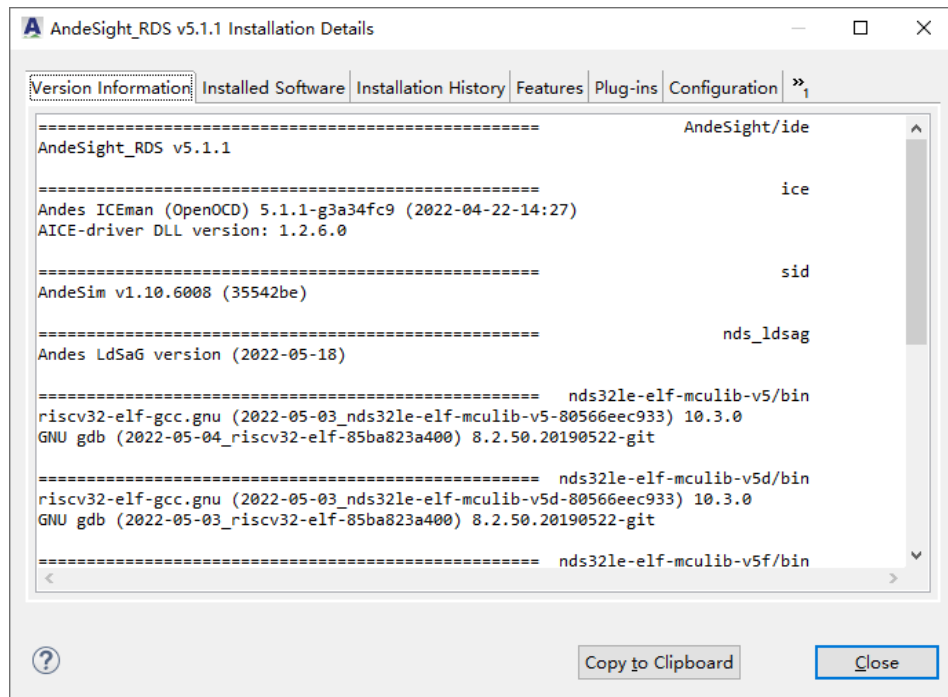 AndeSight_RDS v5.1.1 Installation Details
Version Information Installed Software Installation History Features Plug-ins Configuration »1
==================================================== AndeSight/ide
AndeSight_RDS v5.1.1
==================================================== ice
Andes ICEman (OpenOCD) 5.1.1-g3a34fc9 (2022-04-22-14:27)
AICE-driver DLL version: 1.2.6.0
==================================================== sid
AndeSim v1.10.6008 (35542be)
==================================================== nds_ldsag
Andes LdSaG version (2022-05-18)
==================================================== nds32le-elf-mculib-v5/bin
riscv32-elf-gcc.gnu (2022-05-03_nds32le-elf-mculib-v5-80566eec933) 10.3.0
GNU gdb (2022-05-04_riscv32-elf-85ba823a400) 8.2.50.20190522-git
==================================================== nds32le-elf-mculib-v5d/bin
riscv32-elf-gcc.gnu (2022-05-03_nds32le-elf-mculib-v5d-80566eec933) 10.3.0
GNU gdb (2022-05-03_riscv32-elf-85ba823a400) 8.2.50.20190522-git
==================================================== nds32le-elf-mculib-v5f/bin
Copy to Clipboard
Close